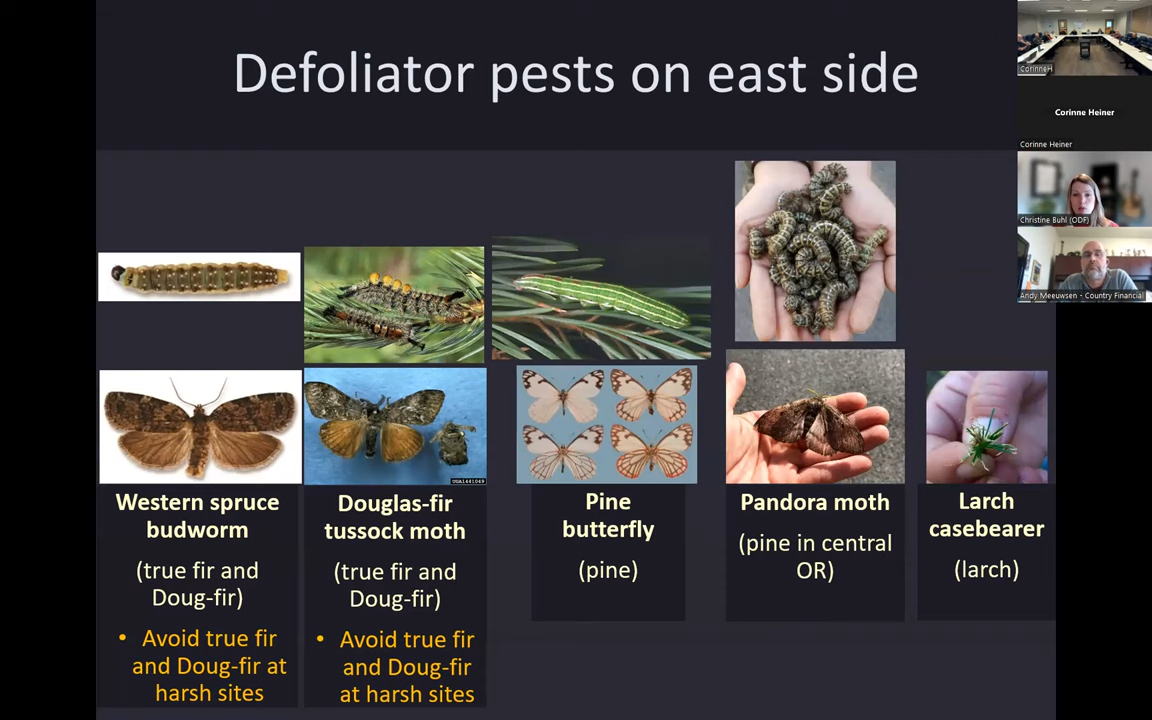 Defoliator pests on east side
CorinneH
Corinne Heiner
Corinne Heiner
Christine Buhl (ODF)
Andy Meeuwsen - Country Financial
UGA1441049
Western spruce
budworm
(true fir and
Doug-fir)
• Avoid true fir
and Doug-fir at
harsh sites
Douglas-fir
tussock moth
(true fir and
Doug-fir)
• Avoid true fir
and Doug-fir
at harsh sites
Pine
butterfly
(pine)
Pandora moth
(pine in central
OR)
Larch
casebearer
(larch)